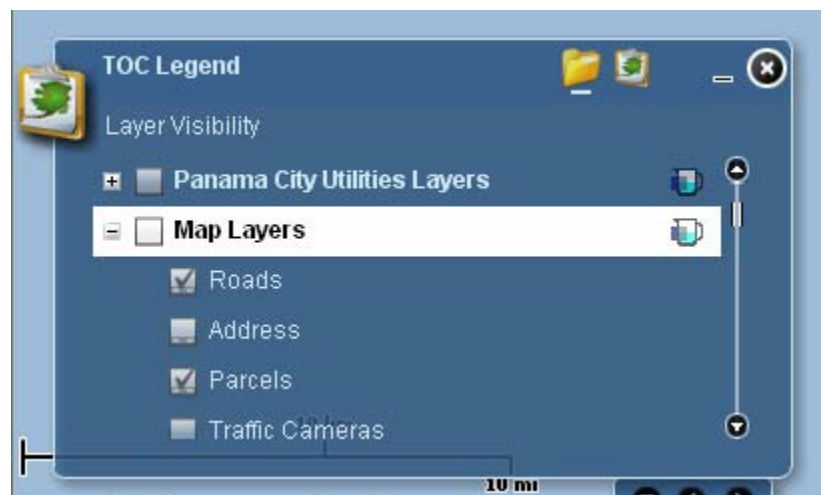 TOC Legend
Layer Visibility
Panama City Utilities Layers
Map Layers
Roads
Address
Parcels
Traffic Cameras
10 mi